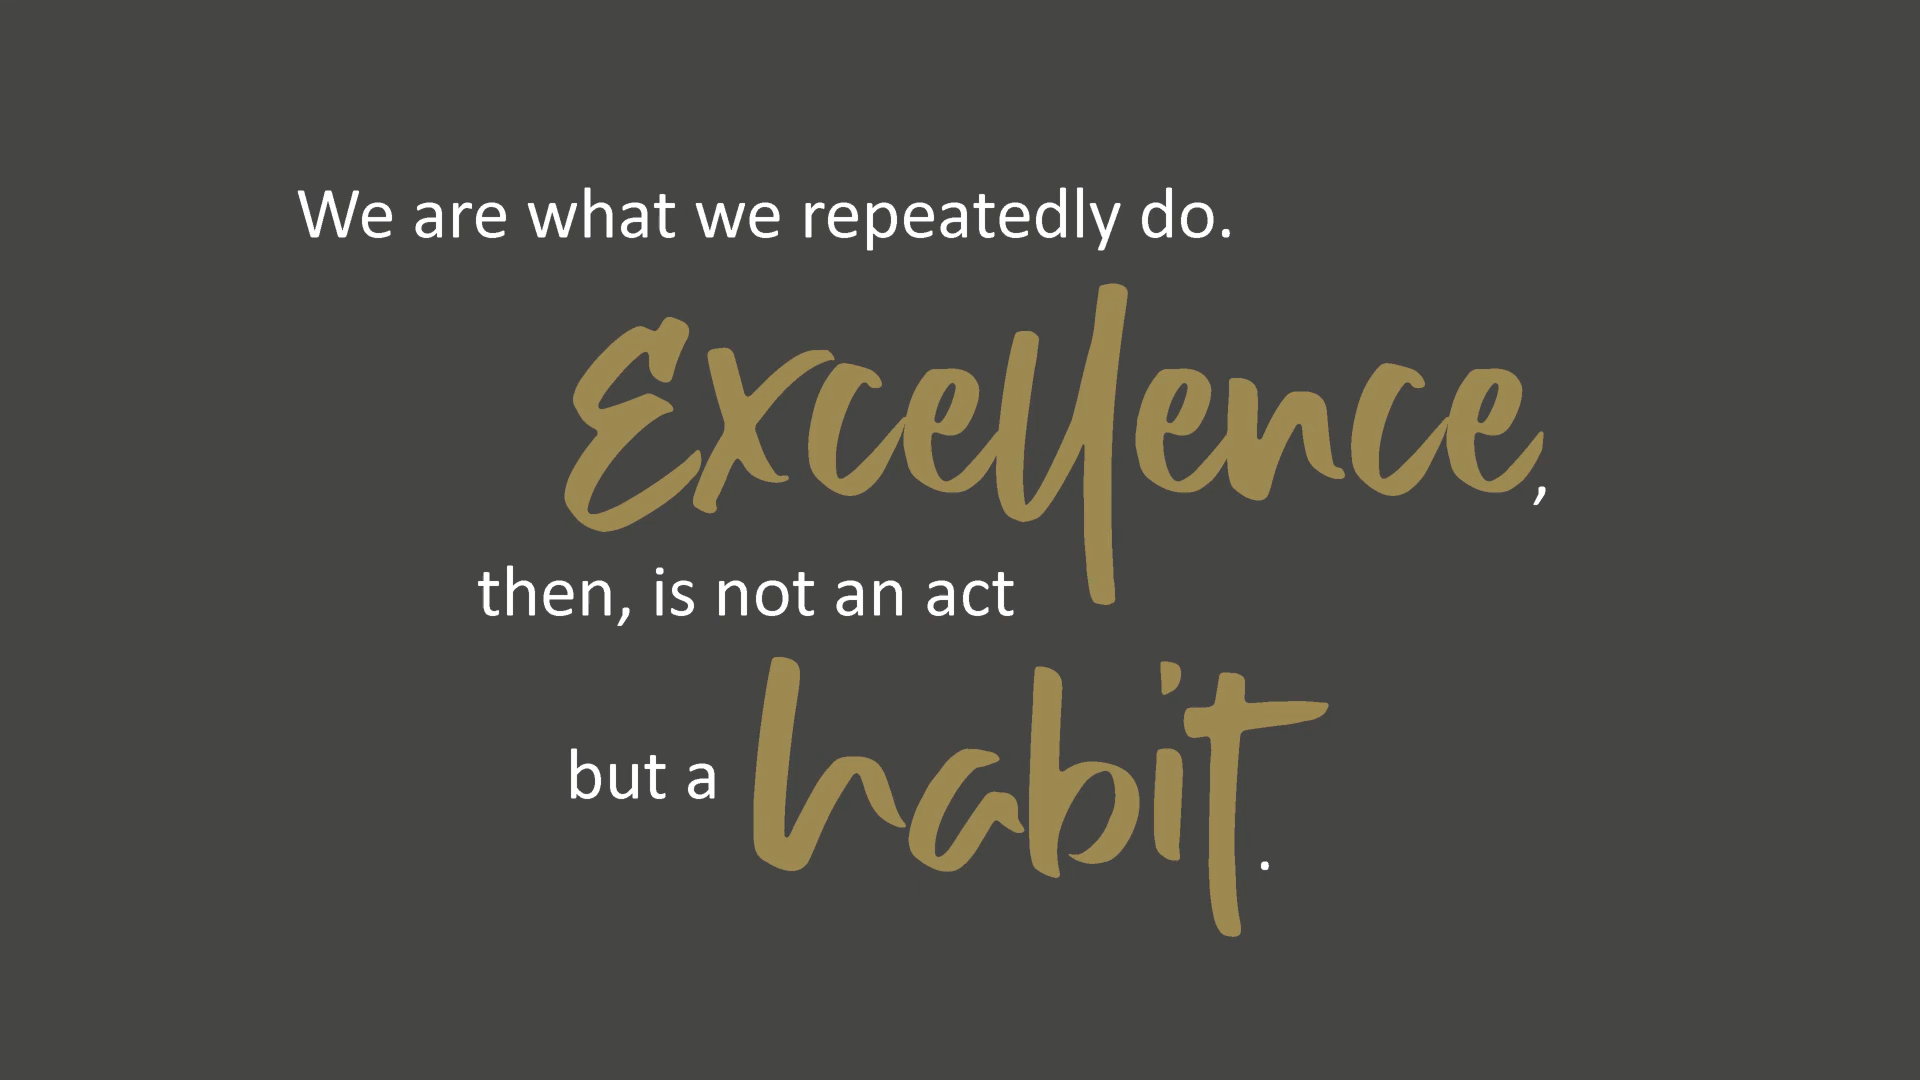 We are what we repeatedly do.
Excellence,
then, is not an act
but a habit.